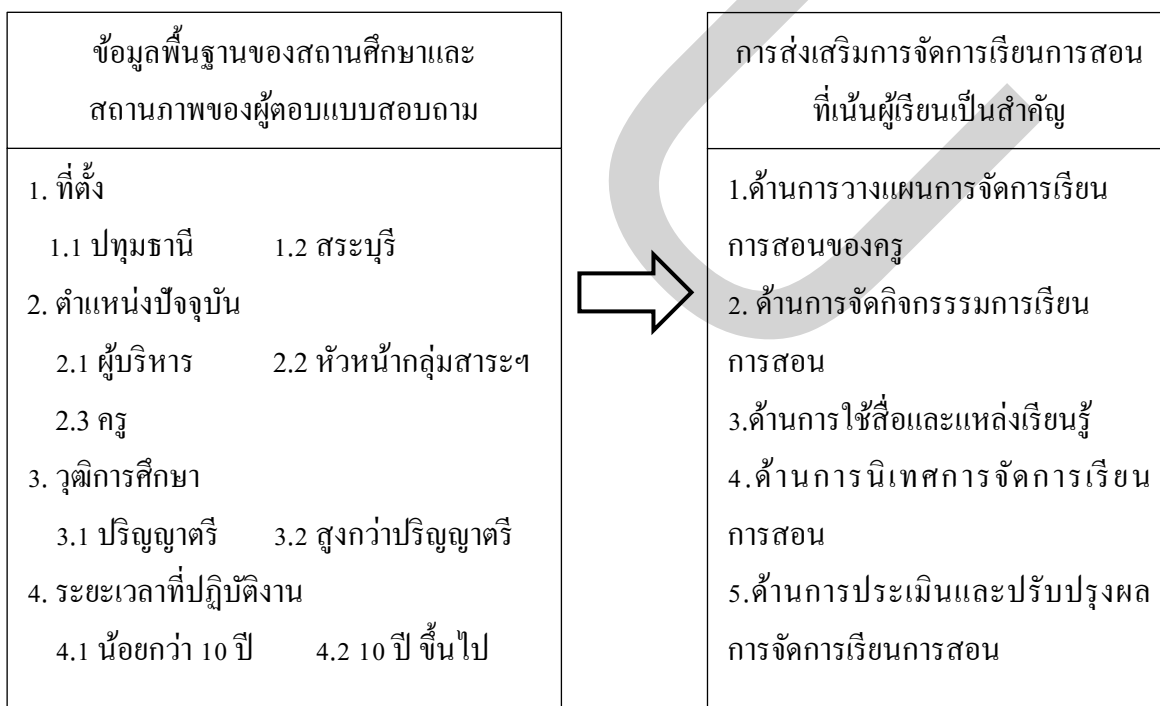 ข้อมูลพื้นฐานของสถานศึกษาและ
สถานภาพของผู้ตอบแบบสอบถาม
1. ที่ตั้ง
1.1 ปทุมธานี 1.2 สระบุรี
2. ตำแหน่งปัจจุบัน
2.1 ผู้บริหาร 2.2 หัวหน้ากลุ่มสาระฯ
2.3 ครู
3. วุฒิการศึกษา
3.1 ปริญญาตรี 3.2 สูงกว่าปริญญาตรี
4. ระยะเวลาที่ปฏิบัติงาน
4.1 น้อยกว่า 10 ปี 4.2 10 ปี ขึ้นไป
การส่งเสริมการจัดการเรียนการสอน
ที่เน้นผู้เรียนเป็นสำคัญ
1.ด้านการวางแผนการจัดการเรียน
การสอนของครู
2. ด้านการจัดกิจกรรรมการเรียน
การสอน
3.ด้านการใช้สื่อและแหล่งเรียนรู้
4.ด้านการนิเทศการจัดการเรียน
การสอน
5.ด้านการประเมินและปรับปรุงผล
การจัดการเรียนการสอน